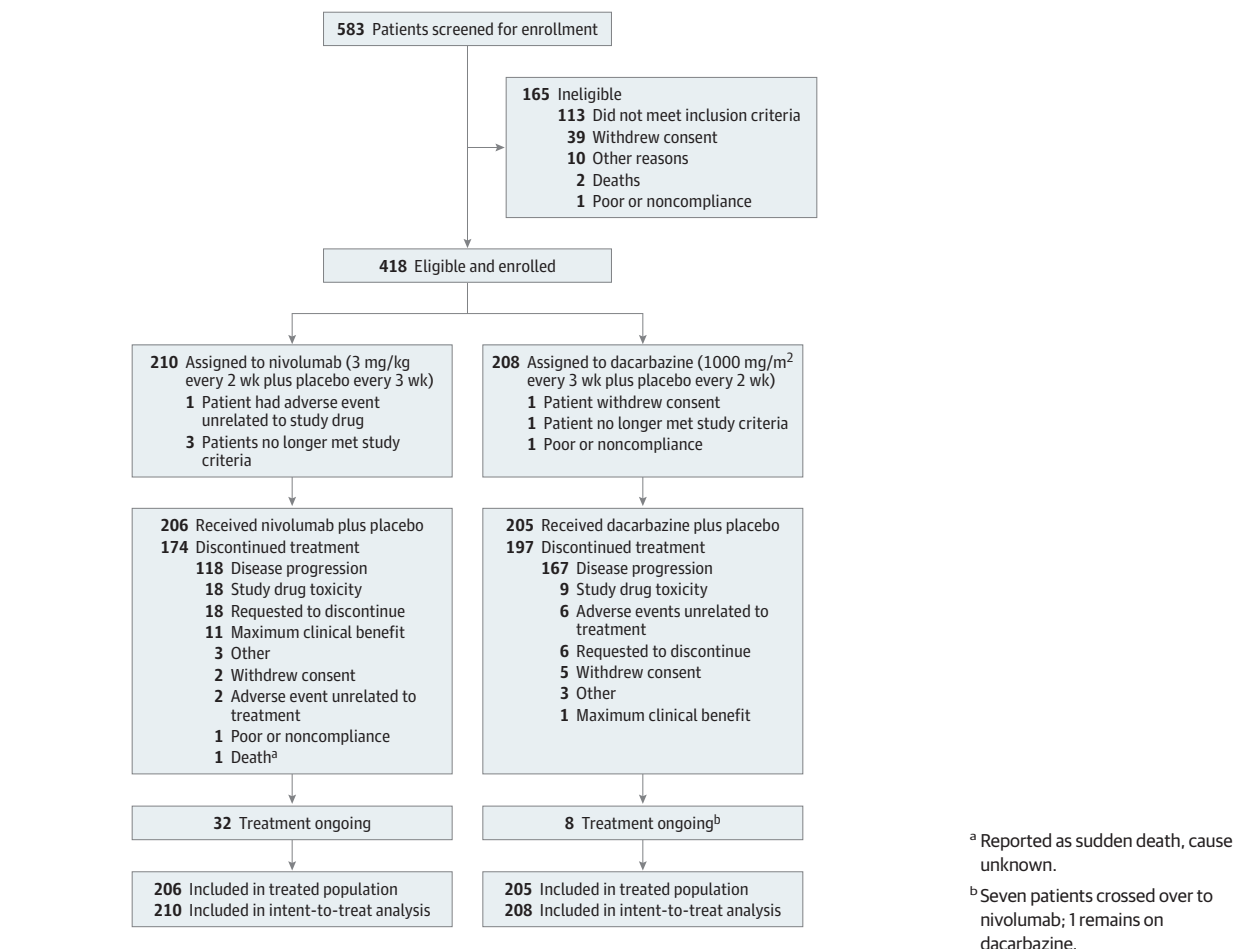 583 Patients screened for enrollment
165 Ineligible
113 Did not meet inclusion criteria
39 Withdrew consent
10 Other reasons
2 Deaths
1 Poor or noncompliance
418 Eligible and enrolled
210 Assigned to nivolumab (3 mg/kg
every 2 wk plus placebo every 3 wk)
1 Patient had adverse event
unrelated to study drug
3 Patients no longer met study
criteria
208 Assigned to dacarbazine (1000 mg/m²
every 3 wk plus placebo every 2 wk)
1 Patient withdrew consent
1 Patient no longer met study criteria
1 Poor or noncompliance
206 Received nivolumab plus placebo
174 Discontinued treatment
118 Disease progression
18 Study drug toxicity
18 Requested to discontinue
11 Maximum clinical benefit
3 Other
2 Withdrew consent
2 Adverse event unrelated to
treatment
1 Poor or noncompliance
1 Deathᵃ
205 Received dacarbazine plus placebo
197 Discontinued treatment
167 Disease progression
9 Study drug toxicity
6 Adverse events unrelated to
treatment
6 Requested to discontinue
5 Withdrew consent
3 Other
1 Maximum clinical benefit
32 Treatment ongoing
8 Treatment ongoingᵇ
206 Included in treated population
210 Included in intent-to-treat analysis
205 Included in treated population
208 Included in intent-to-treat analysis
ᵃ Reported as sudden death, cause
unknown.
ᵇ Seven patients crossed over to
nivolumab; 1 remains on
dacarbazine.